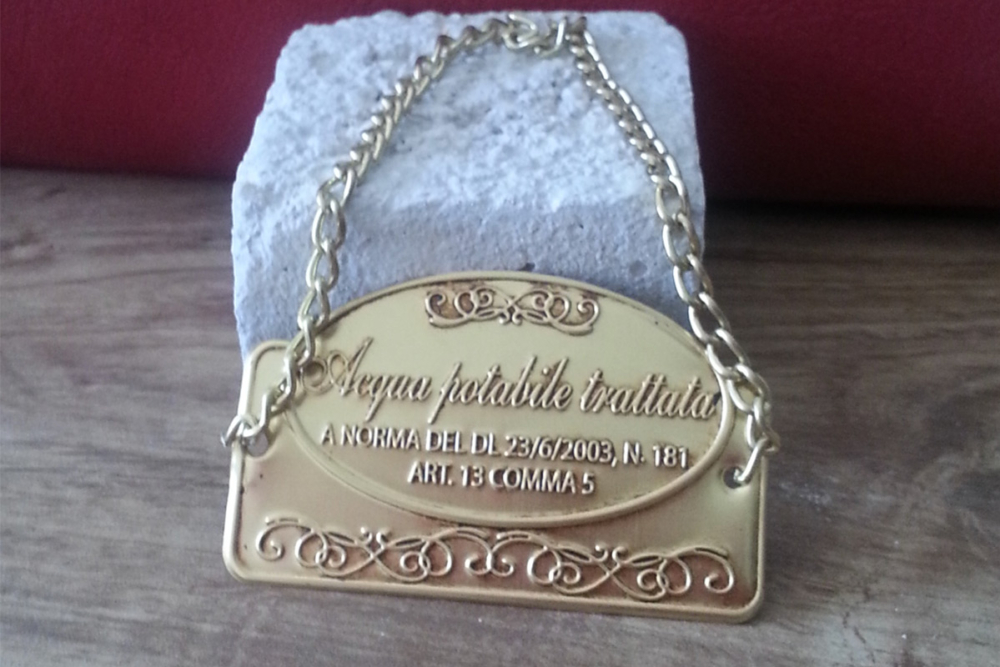 Acqua potabile trattata
A NORMA DEL DL 23/6/2003, N. 181
ART. 13 COMMA 5